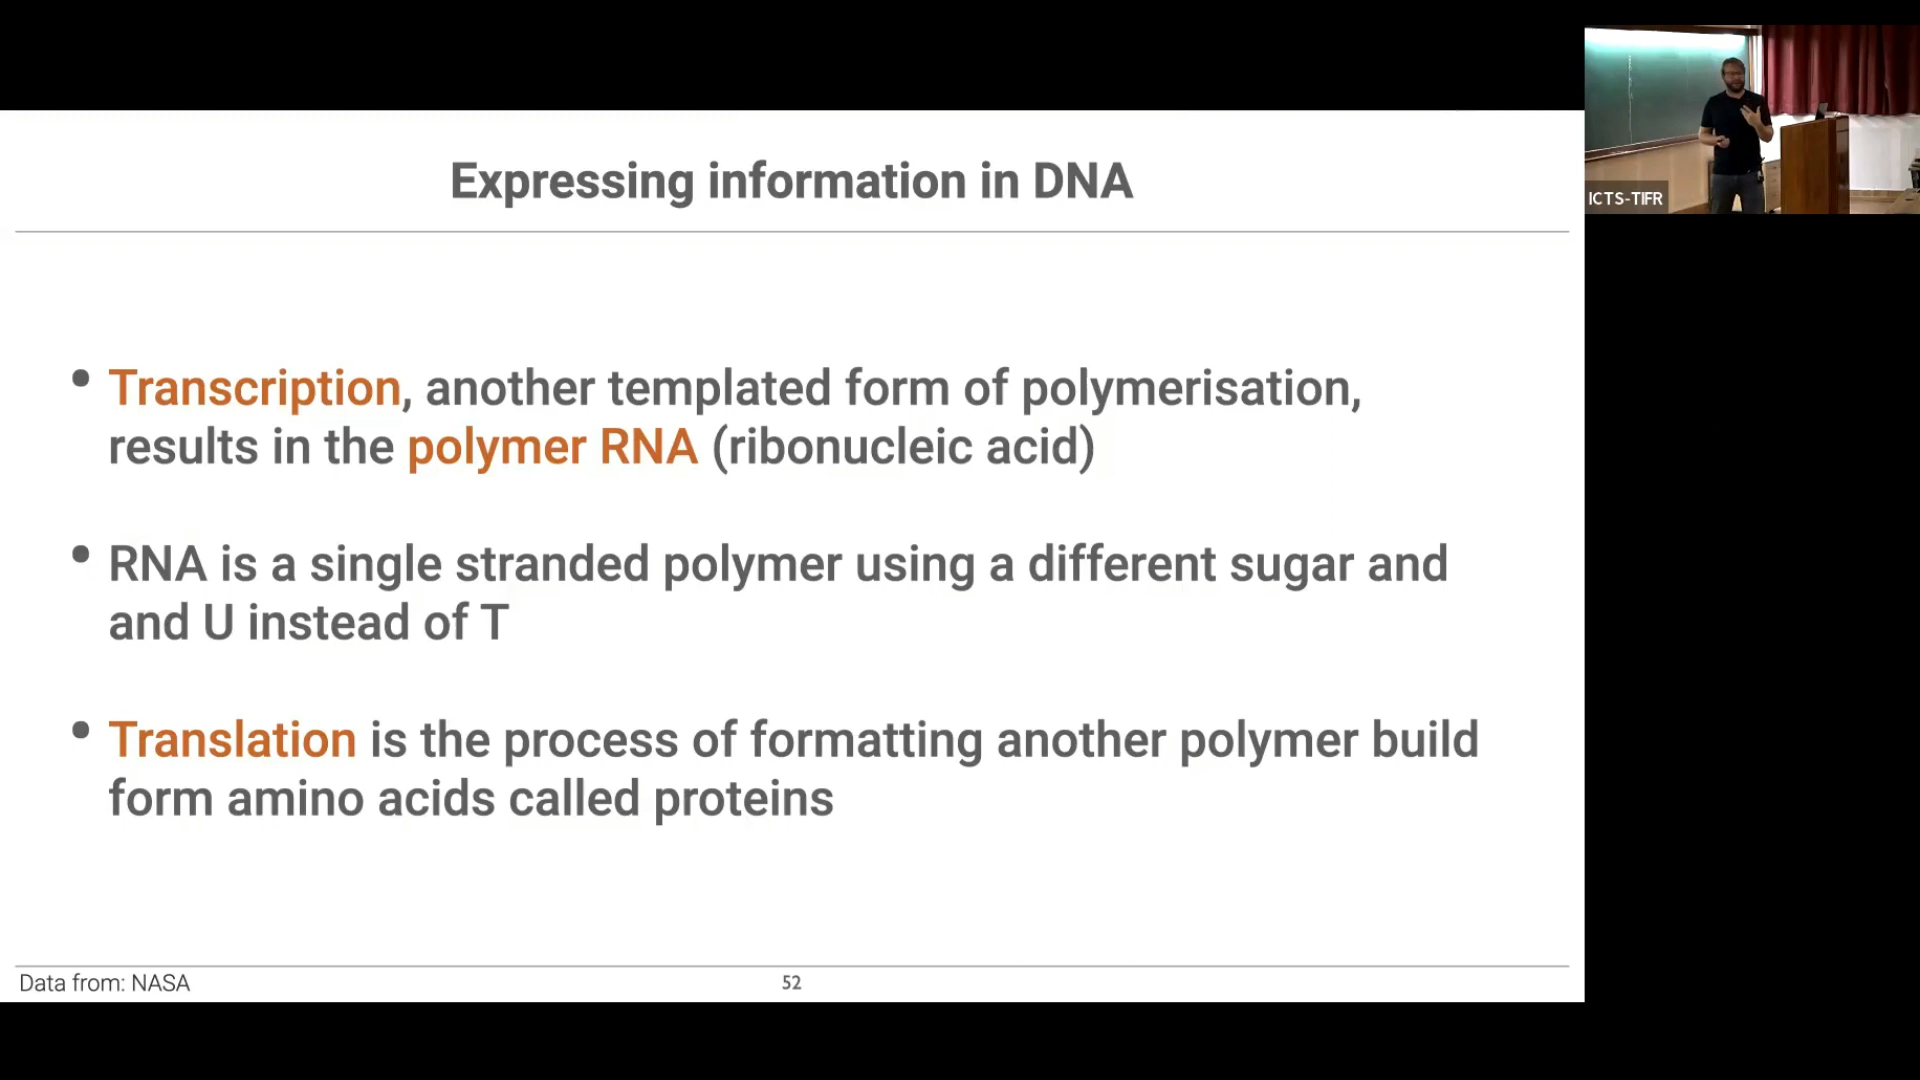 Expressing information in DNA
• Transcription, another templated form of polymerisation,
results in the polymer RNA (ribonucleic acid)
• RNA is a single stranded polymer using a different sugar and
and U instead of T
• Translation is the process of formatting another polymer build
form amino acids called proteins
Data from: NASA
52
ICTS-TIFR